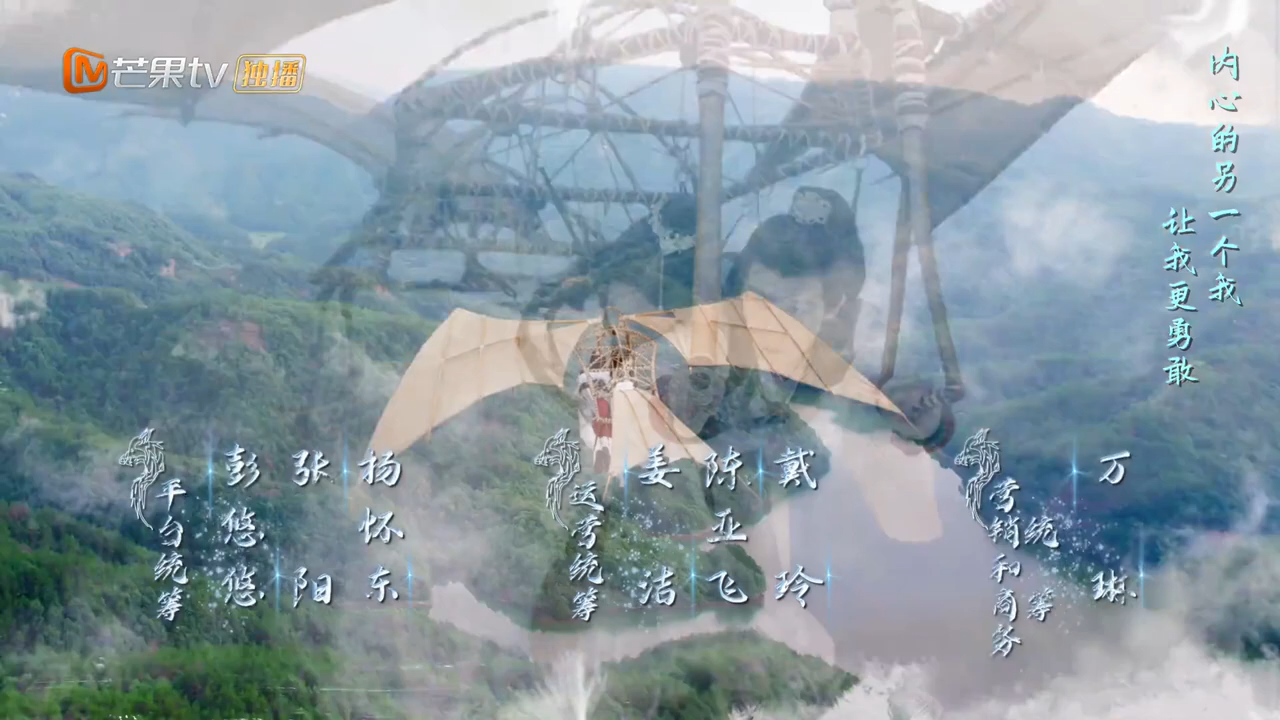 芒果tv 独播
内心的另一个我
让我更勇敢
平台统筹
彭悠悠
张阳
杨怀东
运营统筹
姜洁
陈亚飞
戴玲
营销和商务
统筹
万琳